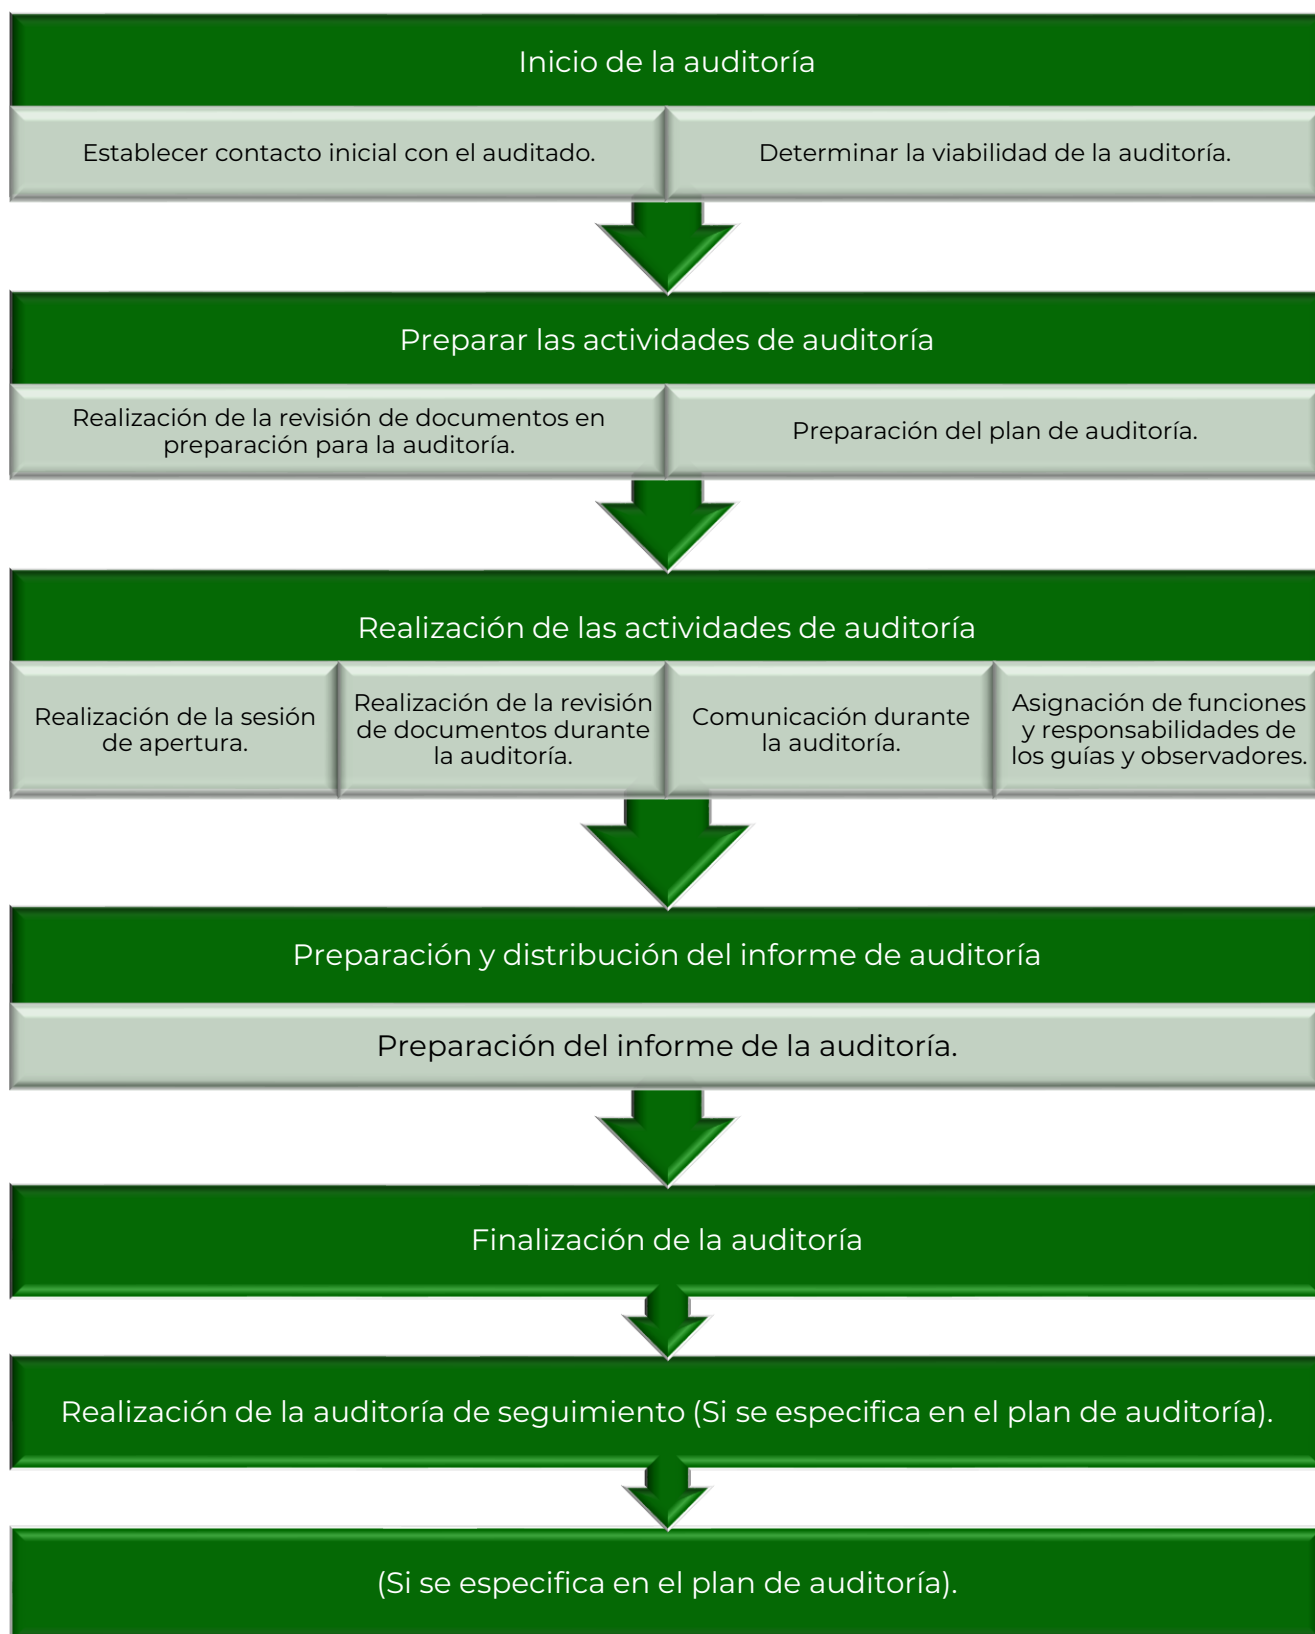 Inicio de la auditoría
Establecer contacto inicial con el auditado.
Determinar la viabilidad de la auditoría.
Preparar las actividades de auditoría
Realización de la revisión de documentos en
preparación para la auditoría.
Preparación del plan de auditoría.
Realización de las actividades de auditoría
Realización de la sesión
de apertura.
Realización de la revisión
de documentos durante
la auditoría.
Comunicación durante
la auditoría.
Asignación de funciones
y responsabilidades de
los guías y observadores.
Preparación y distribución del informe de auditoría
Preparación del informe de la auditoría.
Finalización de la auditoría
Realización de la auditoría de seguimiento (Si se especifica en el plan de auditoría).
(Si se especifica en el plan de auditoría).